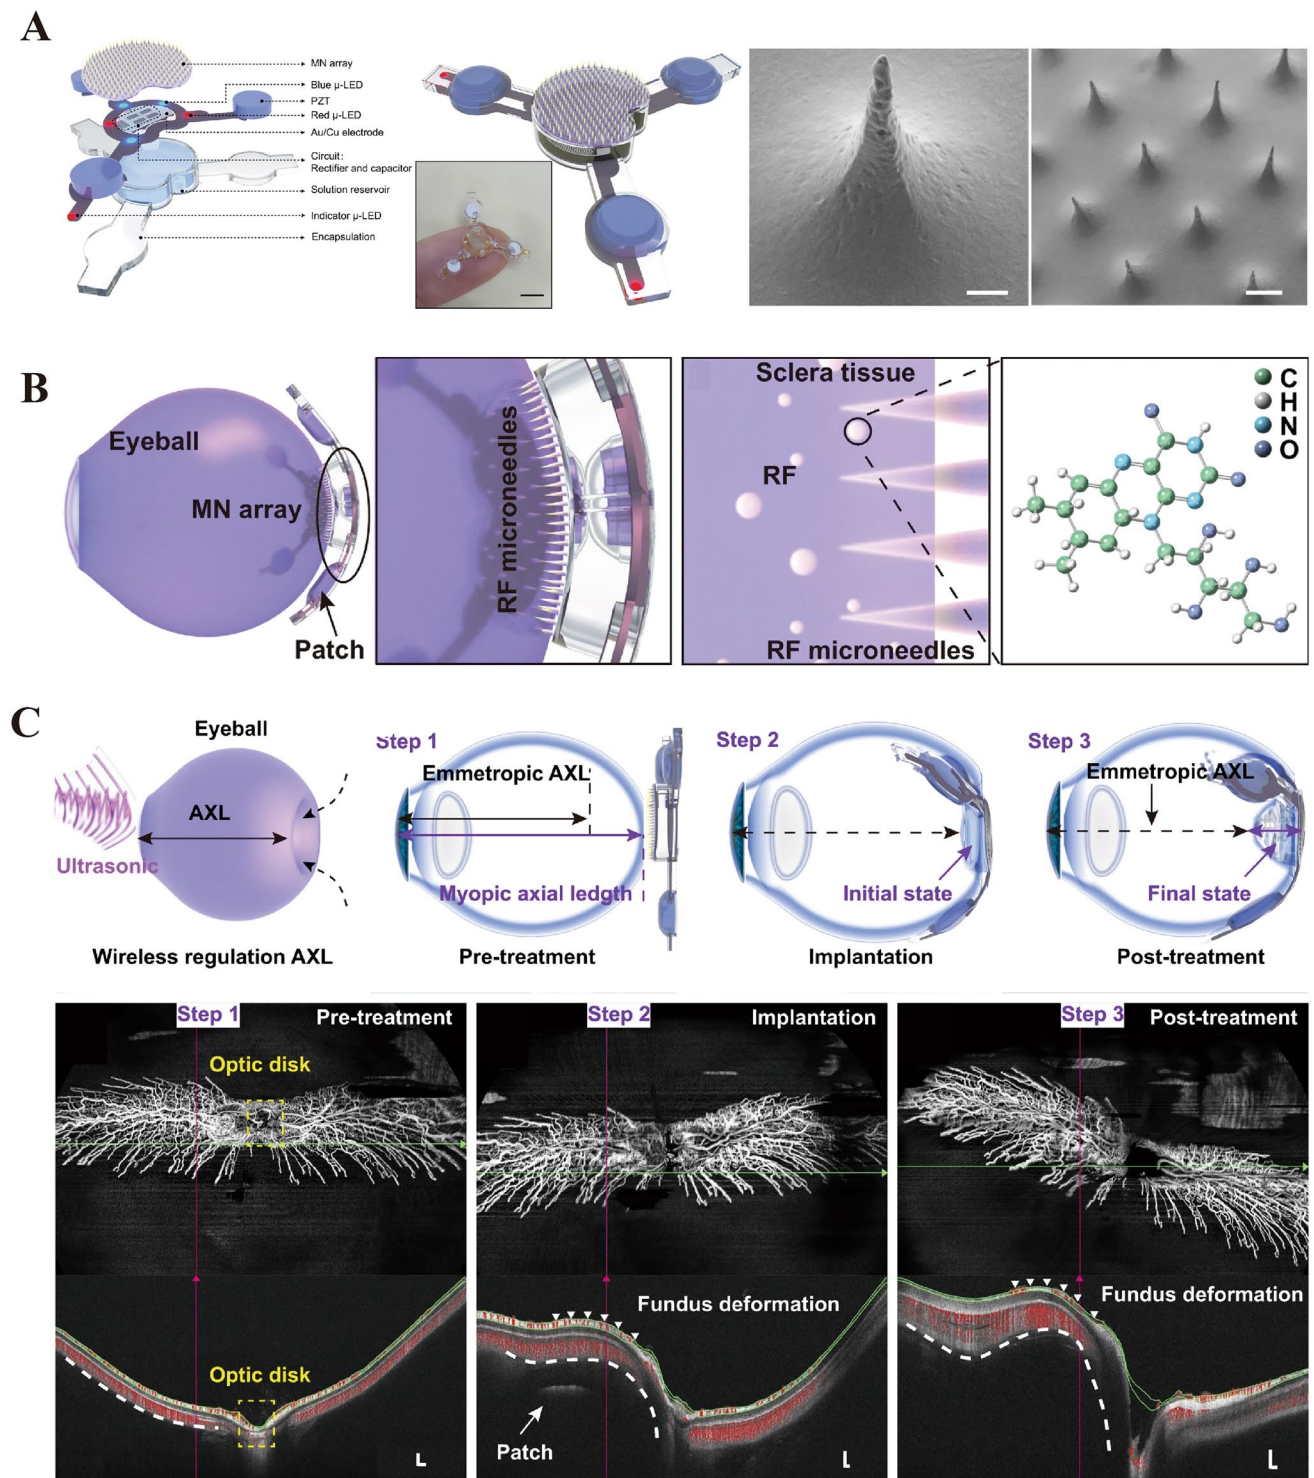 A
MN array
Blue μ-LED
PZT
Red μ-LED
Au/Cu electrode
Circuit:
Rectifier and capacitor
Solution reservoir
Indicator μ-LED
Encapsulation
B
Eyeball
MN array
Patch
RF microneedles
Sclera tissue
RF
RF microneedles
C
H
N
O
C
Eyeball
AXL
Ultrasonic
Wireless regulation AXL
Step 1
Emmetropic AXL
Myopic axial ledgth
Pre-treatment
Step 2
Initial state
Implantation
Step 3
Emmetropic AXL
Final state
Post-treatment
Step 1
Pre-treatment
Optic disk
Optic disk
Step 2
Implantation
Fundus deformation
Patch
Step 3
Post-treatment
Fundus deformation